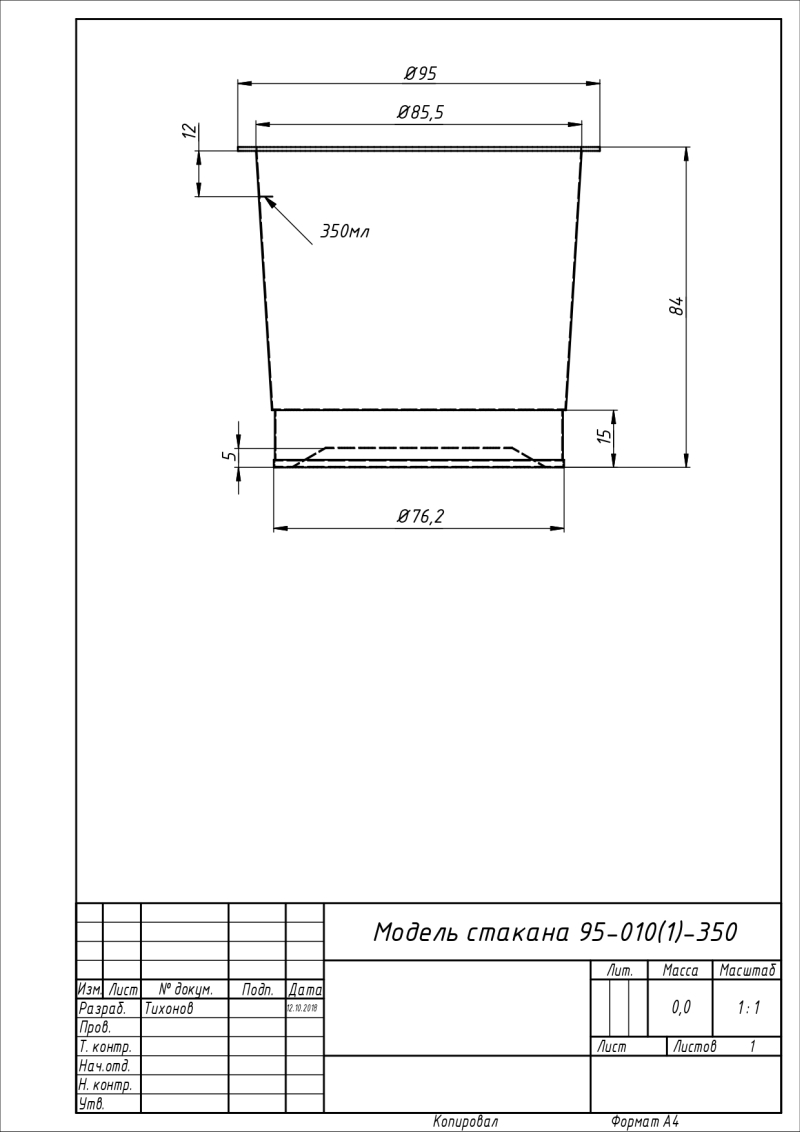 Ø95
Ø85,5
12
350мл
84
15
5
Ø76,2
Модель стакана 95-010(1)-350
Лит. Масса Масштаб
Изм. Лист № докум. Подп. Дата
Разраб. Тихонов 12.10.2018
0,0 1:1
Пров.
Т. контр.
Лист Листов 1
Нач.отд.
Н. контр.
Утв.
Копировал Формат А4